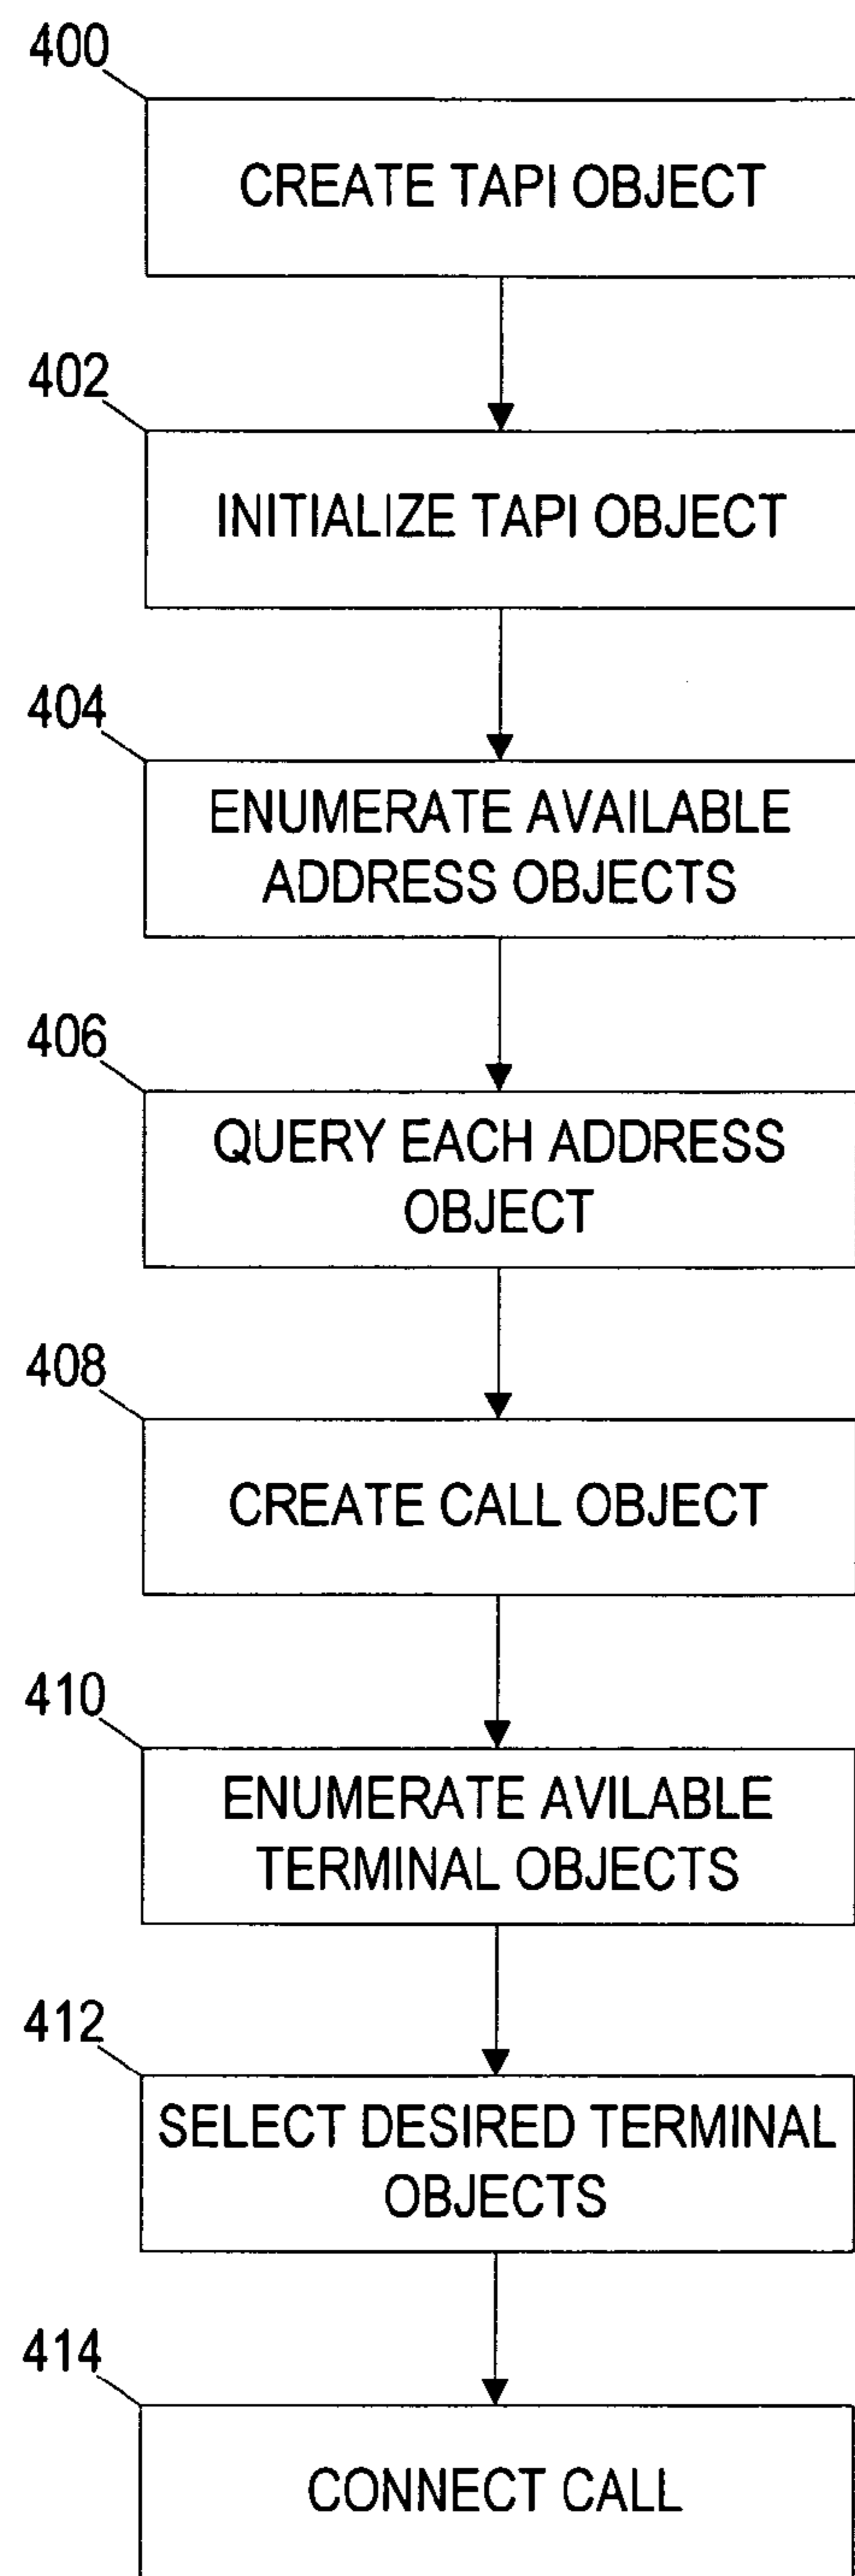 400
CREATE TAPI OBJECT
402
INITIALIZE TAPI OBJECT
404
ENUMERATE AVAILABLE
ADDRESS OBJECTS
406
QUERY EACH ADDRESS
OBJECT
408
CREATE CALL OBJECT
410
ENUMERATE AVILABLE
TERMINAL OBJECTS
412
SELECT DESIRED TERMINAL
OBJECTS
414
CONNECT CALL